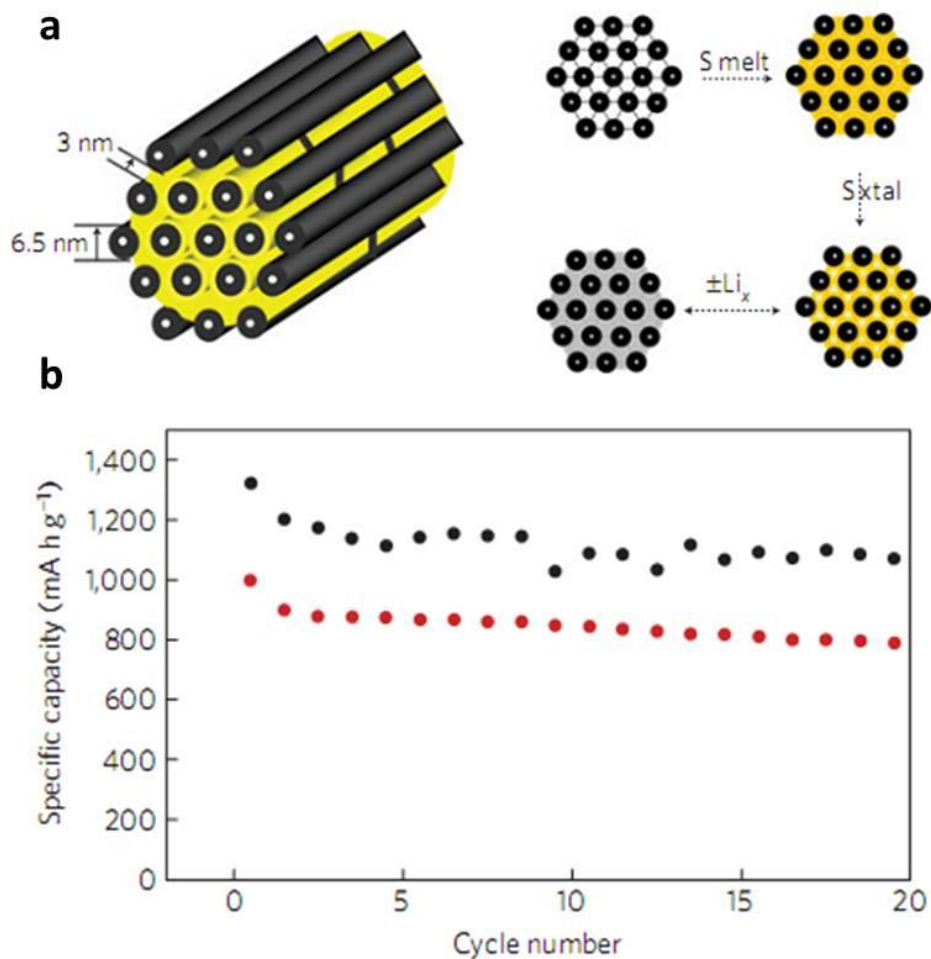 a
3 nm
6.5 nm
S melt
S xtal
±Liₓ
b
Specific capacity (mA h g⁻¹)
1,400
1,200
1,000
800
600
400
200
0
0 5 10 15 20
Cycle number